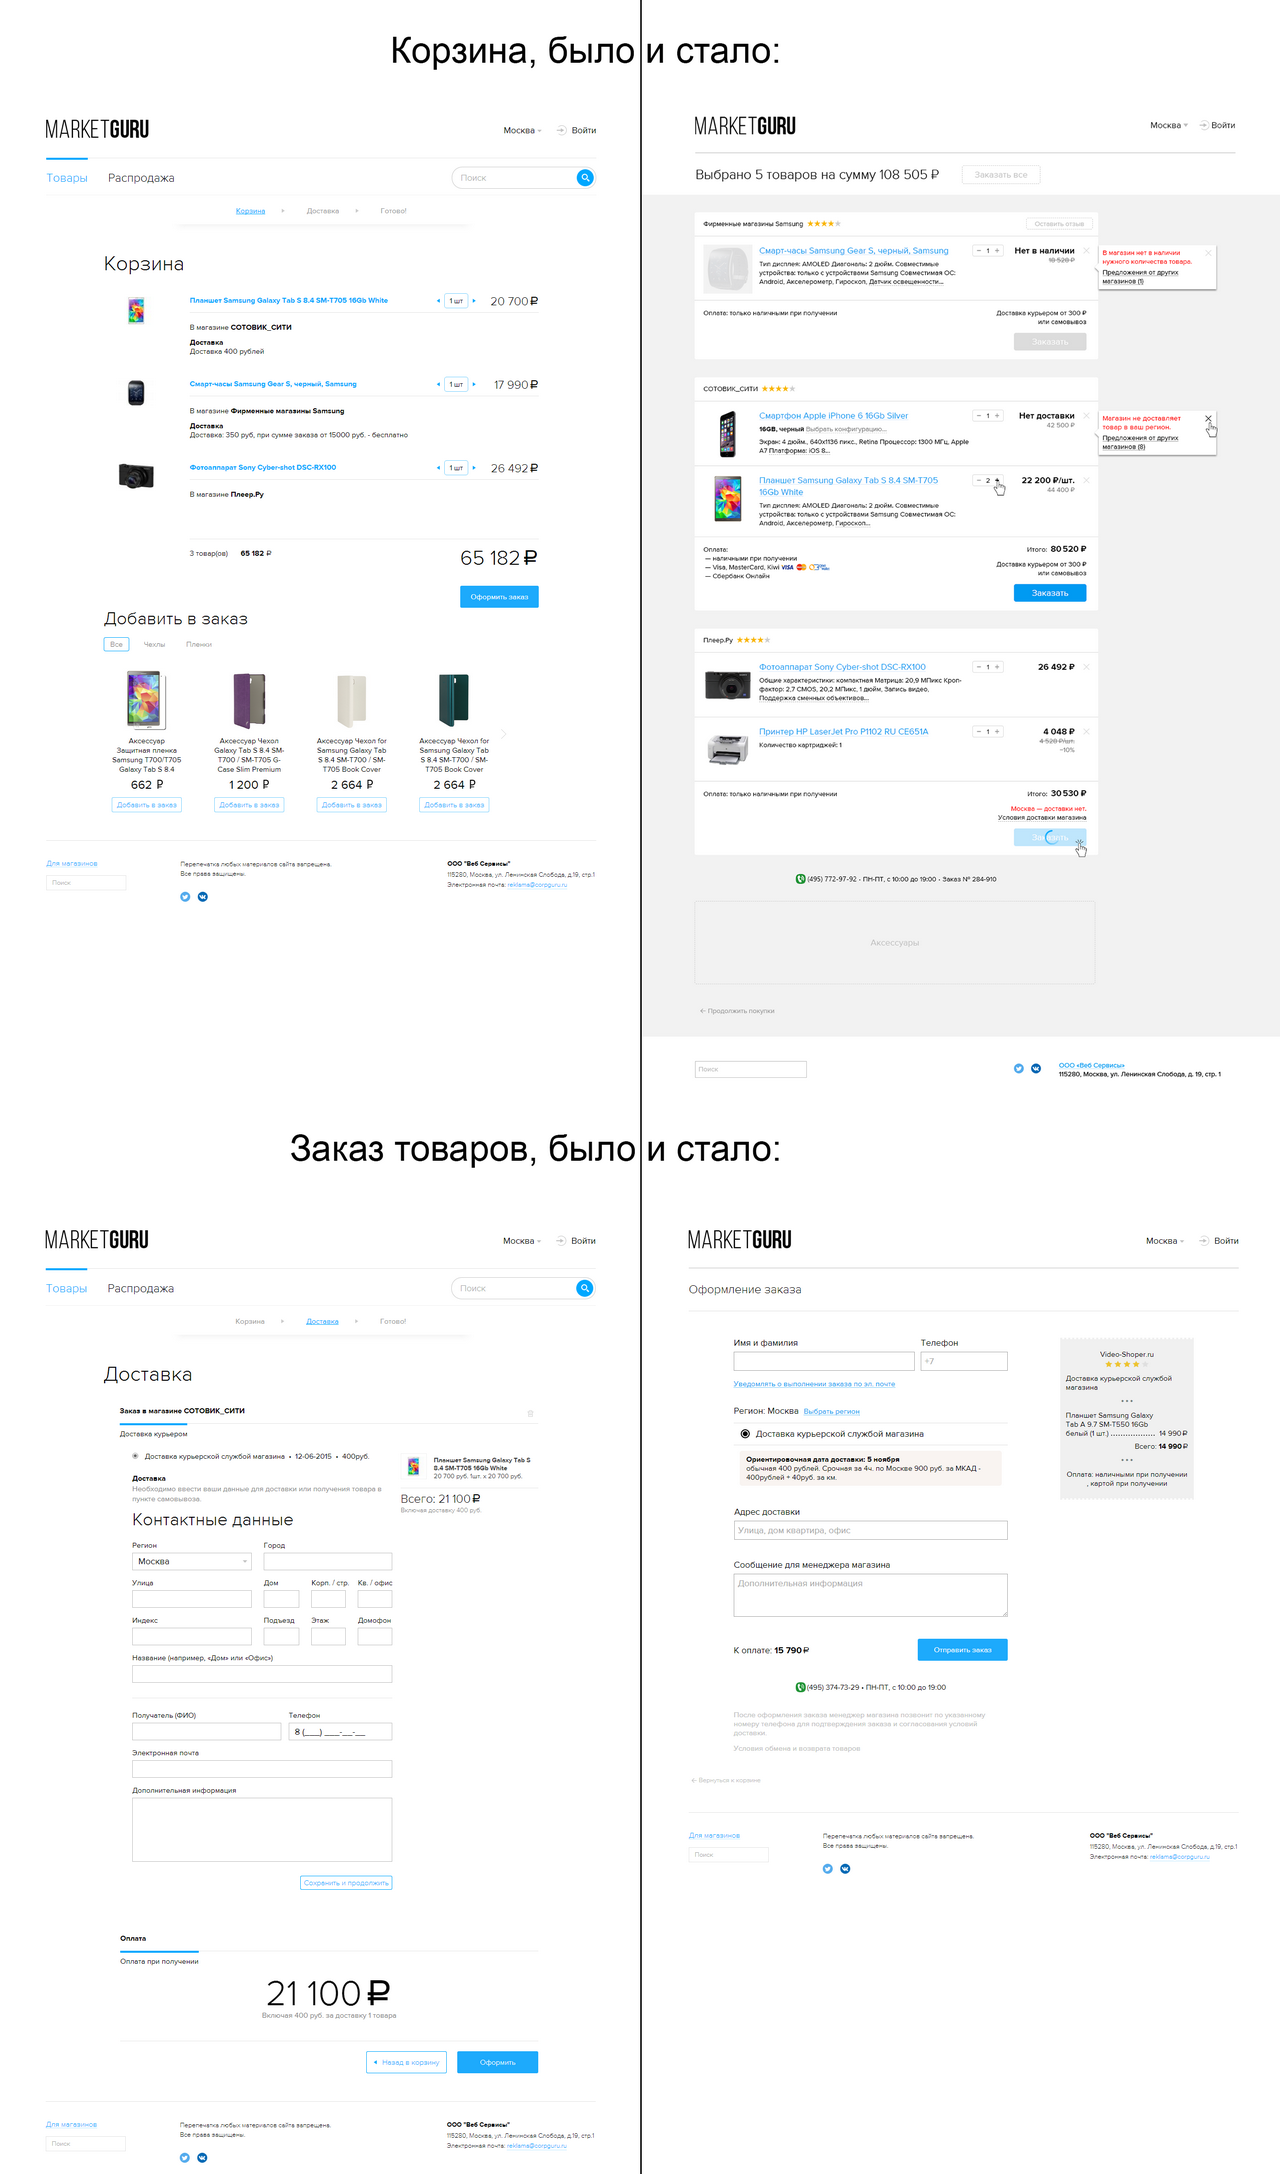 Корзина, было и стало:
MARKETGURU
Москва
Войти
Товары
Распродажа
Поиск
Корзина
Доставка
Готово!
Корзина
Планшет Samsung Galaxy Tab S 8.4 SM-T705 16Gb White
1 шт
20 700 ₽
В магазине СОТОВИК_СИТИ
Доставка
Доставка 400 рублей
Смарт-часы Samsung Gear S, черный, Samsung
1 шт
17 990 ₽
В магазине Фирменные магазины Samsung
Доставка
Доставка: 350 руб, при сумме заказа от 15000 руб. - бесплатно
Фотоаппарат Sony Cyber-shot DSC-RX100
1 шт
26 492 ₽
В магазине Плеер.Ру
3 товар(ов) 65 182 ₽
65 182 ₽
Оформить заказ
Добавить в заказ
Все
Чехлы
Пленки
Аксессуар
Защитная пленка
Samsung T700/T705
Galaxy Tab S 8.4
662 ₽
Добавить в заказ
Аксессуар Чехол
Galaxy Tab S 8.4 SM-
T700 / SM-T705 G-
Case Slim Premium
1 200 ₽
Добавить в заказ
Аксессуар Чехол for
Samsung Galaxy Tab
S 8.4 SM-T700 / SM-
T705 Book Cover
2 664 ₽
Добавить в заказ
Аксессуар Чехол for
Samsung Galaxy Tab
S 8.4 SM-T700 / SM-
T705 Book Cover
2 664 ₽
Добавить в заказ
Для магазинов
Поиск
Перепечатка любых материалов сайта запрещена.
Все права защищены.
ООО "Веб Сервисы"
115280, Москва, ул. Ленинская Слобода, д.19, стр.1
Электронная почта: reklama@corpguru.ru
MARKETGURU
Москва
Войти
Выбрано 5 товаров на сумму 108 505 ₽
Заказать все
Фирменные магазины Samsung
Оставить отзыв
Смарт-часы Samsung Gear S, черный, Samsung
− 1 +
Нет в наличии
18 528 ₽
Тип дисплея: AMOLED Диагональ: 2 дюйм. Совместимые
устройства: только с устройствами Samsung Совместимая ОС:
Android, Акселерометр, Гироскоп, Датчик освещенности...
В магазин нет в наличии
нужного количества товара.
Предложения от других
магазинов (1)
Оплата: только наличными при получении
Доставка курьером от 300 ₽
или самовывоз
Заказать
СОТОВИК_СИТИ
Смартфон Apple iPhone 6 16Gb Silver
− 1 +
Нет доставки
42 500 ₽
16GB, черный Выбрать конфигурацию...
Экран: 4 дюйм., 640x1136 пикс., Retina Процессор: 1300 МГц, Apple
A7 Платформа: iOS 8...
Магазин не доставляет
товар в ваш регион.
Предложения от других
магазинов (8)
Планшет Samsung Galaxy Tab S 8.4 SM-T705
16Gb White
− 2 +
22 200 ₽/шт.
44 400 ₽
Тип дисплея: AMOLED Диагональ: 2 дюйм. Совместимые
устройства: только с устройствами Samsung Совместимая ОС:
Android, Акселерометр, Гироскоп...
Оплата:
— наличными при получении
— Visa, MasterCard, Kiwi VISA
— Сбербанк Онлайн
Итого: 80 520 ₽
Доставка курьером от 300 ₽
или самовывоз
Заказать
Плеер.Ру
Фотоаппарат Sony Cyber-shot DSC-RX100
− 1 +
26 492 ₽
Общие характеристики: компактная Матрица: 20,9 МПикс Кроп-
фактор: 2,7 CMOS, 20,2 МПикс, 1 дюйм. Запись видео,
Поддержка сменных объективов...
Принтер HP LaserJet Pro P1102 RU CE651A
− 1 +
4 048 ₽
4 528 ₽/шт.
−10%
Количество картриджей: 1
Оплата: только наличными при получении
Итого: 30 530 ₽
Москва — доставки нет.
Условия доставки магазина
Заказать
(495) 772-97-92 • ПН-ПТ, с 10:00 до 19:00 • Заказ № 284-910
Аксессуары
← Продолжить покупки
Поиск
ООО «Веб Сервисы»
115280, Москва, ул. Ленинская Слобода, д. 19, стр. 1
Заказ товаров, было и стало:
MARKETGURU
Москва
Войти
Товары
Распродажа
Поиск
Корзина
Доставка
Готово!
Доставка
Заказ в магазине СОТОВИК_СИТИ
Доставка курьером
Доставка курьерской службой магазина • 12-06-2015 • 400руб.
Доставка
Необходимо ввести ваши данные для доставки или получения товара в
пункте самовывоза.
Планшет Samsung Galaxy Tab S
8.4 SM-T705 16Gb White
20 700 руб. 1шт. x 20 700 руб.
Всего: 21 100 ₽
Включая доставку 400 руб.
Контактные данные
Регион
Город
Москва
Улица
Дом
Корп. / стр.
Кв. / офис
Индекс
Подъезд
Этаж
Домофон
Название (например, «Дом» или «Офис»)
Получатель (ФИО)
Телефон
8 (___) ___-__-__
Электронная почта
Дополнительная информация
Сохранить и продолжить
Оплата
Оплата при получении
21 100 ₽
Включая 400 руб. за доставку 1 товара
Назад в корзину
Оформить
Для магазинов
Поиск
Перепечатка любых материалов сайта запрещена.
Все права защищены.
ООО "Веб Сервисы"
115280, Москва, ул. Ленинская Слобода, д.19, стр.1
Электронная почта: reklama@corpguru.ru
MARKETGURU
Москва
Войти
Оформление заказа
Имя и фамилия
Телефон
+7
Уведомлять о выполнении заказа по эл. почте
Регион: Москва Выбрать регион
Доставка курьерской службой магазина
Ориентировочная дата доставки: 5 ноября
обычная 400 рублей. Срочная за 4ч. по Москве 900 руб. за МКАД -
400рублей + 40руб. за км.
Адрес доставки
Улица, дом квартира, офис
Сообщение для менеджера магазина
Дополнительная информация
К оплате: 15 790 ₽
Отправить заказ
(495) 374-73-29 • ПН-ПТ, с 10:00 до 19:00
После оформления заказа менеджер магазина позвонит по указанному
номеру телефона для подтверждения заказа и согласования условий
доставки.
Условия обмена и возврата товаров
← Вернуться к корзине
Video-Shoper.ru
Доставка курьерской службой
магазина
Планшет Samsung Galaxy
Tab A 9.7 SM-T550 16Gb
белый (1 шт.) .................. 14 990 ₽
Всего: 14 990 ₽
Оплата: наличными при получении
, картой при получении
Для магазинов
Поиск
Перепечатка любых материалов сайта запрещена.
Все права защищены.
ООО "Веб Сервисы"
115280, Москва, ул. Ленинская Слобода, д.19, стр.1
Электронная почта: reklama@corpguru.ru